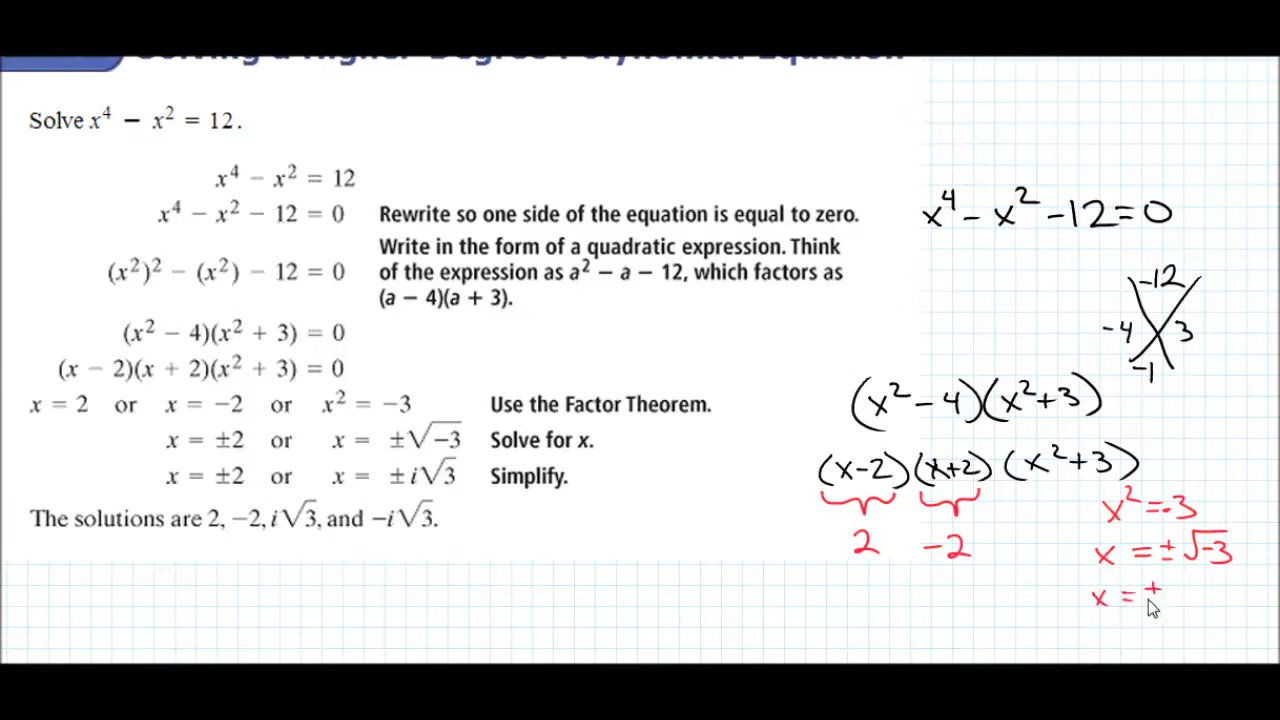 Solving a Higher-Degree Polynomial Equation
Solve x⁴ − x² = 12.
x⁴ − x² = 12
x⁴ − x² − 12 = 0 Rewrite so one side of the equation is equal to zero.
(x²)² − (x²) − 12 = 0 Write in the form of a quadratic expression. Think
of the expression as a² − a − 12, which factors as
(a − 4)(a + 3).
(x² − 4)(x² + 3) = 0
(x − 2)(x + 2)(x² + 3) = 0
x = 2 or x = −2 or x² = −3 Use the Factor Theorem.
x = ±2 or x = ±√−3 Solve for x.
x = ±2 or x = ±i√3 Simplify.
The solutions are 2, −2, i√3, and −i√3.
x⁴ − x² − 12 = 0
−12
−4 3
−1
(x² − 4)(x² + 3)
(x − 2)(x + 2)(x² + 3)
2 −2
x² = −3
x = ±√−3
x = ±